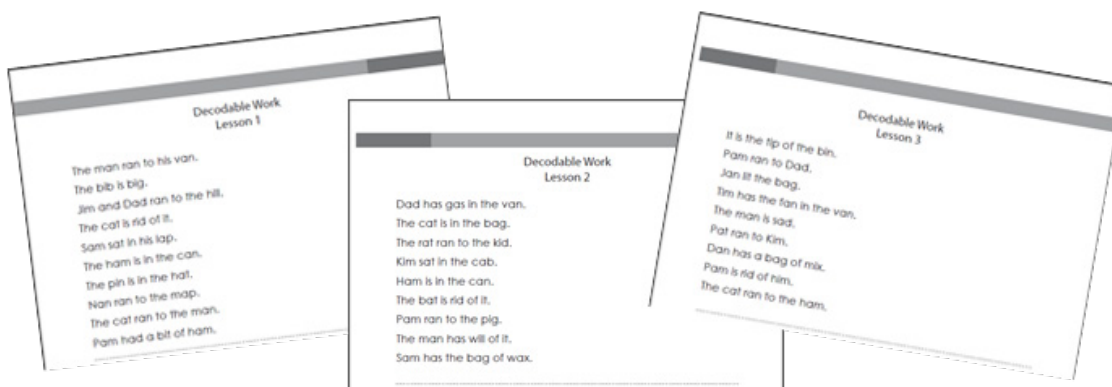 Decodable Work
Lesson 1
The man ran to his van.
The bib is big.
Jim and Dad ran to the hill.
The cat is rid of it.
Sam sat in his lap.
The ham is in the can.
The pin is in the hat.
Nan ran to the map.
The cat ran to the man.
Pam had a bit of ham.
Decodable Work
Lesson 2
Dad has gas in the van.
The cat is in the bag.
The rat ran to the kid.
Kim sat in the cab.
Ham is in the can.
The bat is rid of it.
Pam ran to the pig.
The man has will of it.
Sam has the bag of wax.
Decodable Work
Lesson 3
It is the tip of the bin.
Pam ran to Dad.
Jan lit the bag.
Tim has the fan in the van.
The man is sad.
Pat ran to Kim.
Dan has a bag of mix.
Pam is rid of him.
The cat ran to the ham.